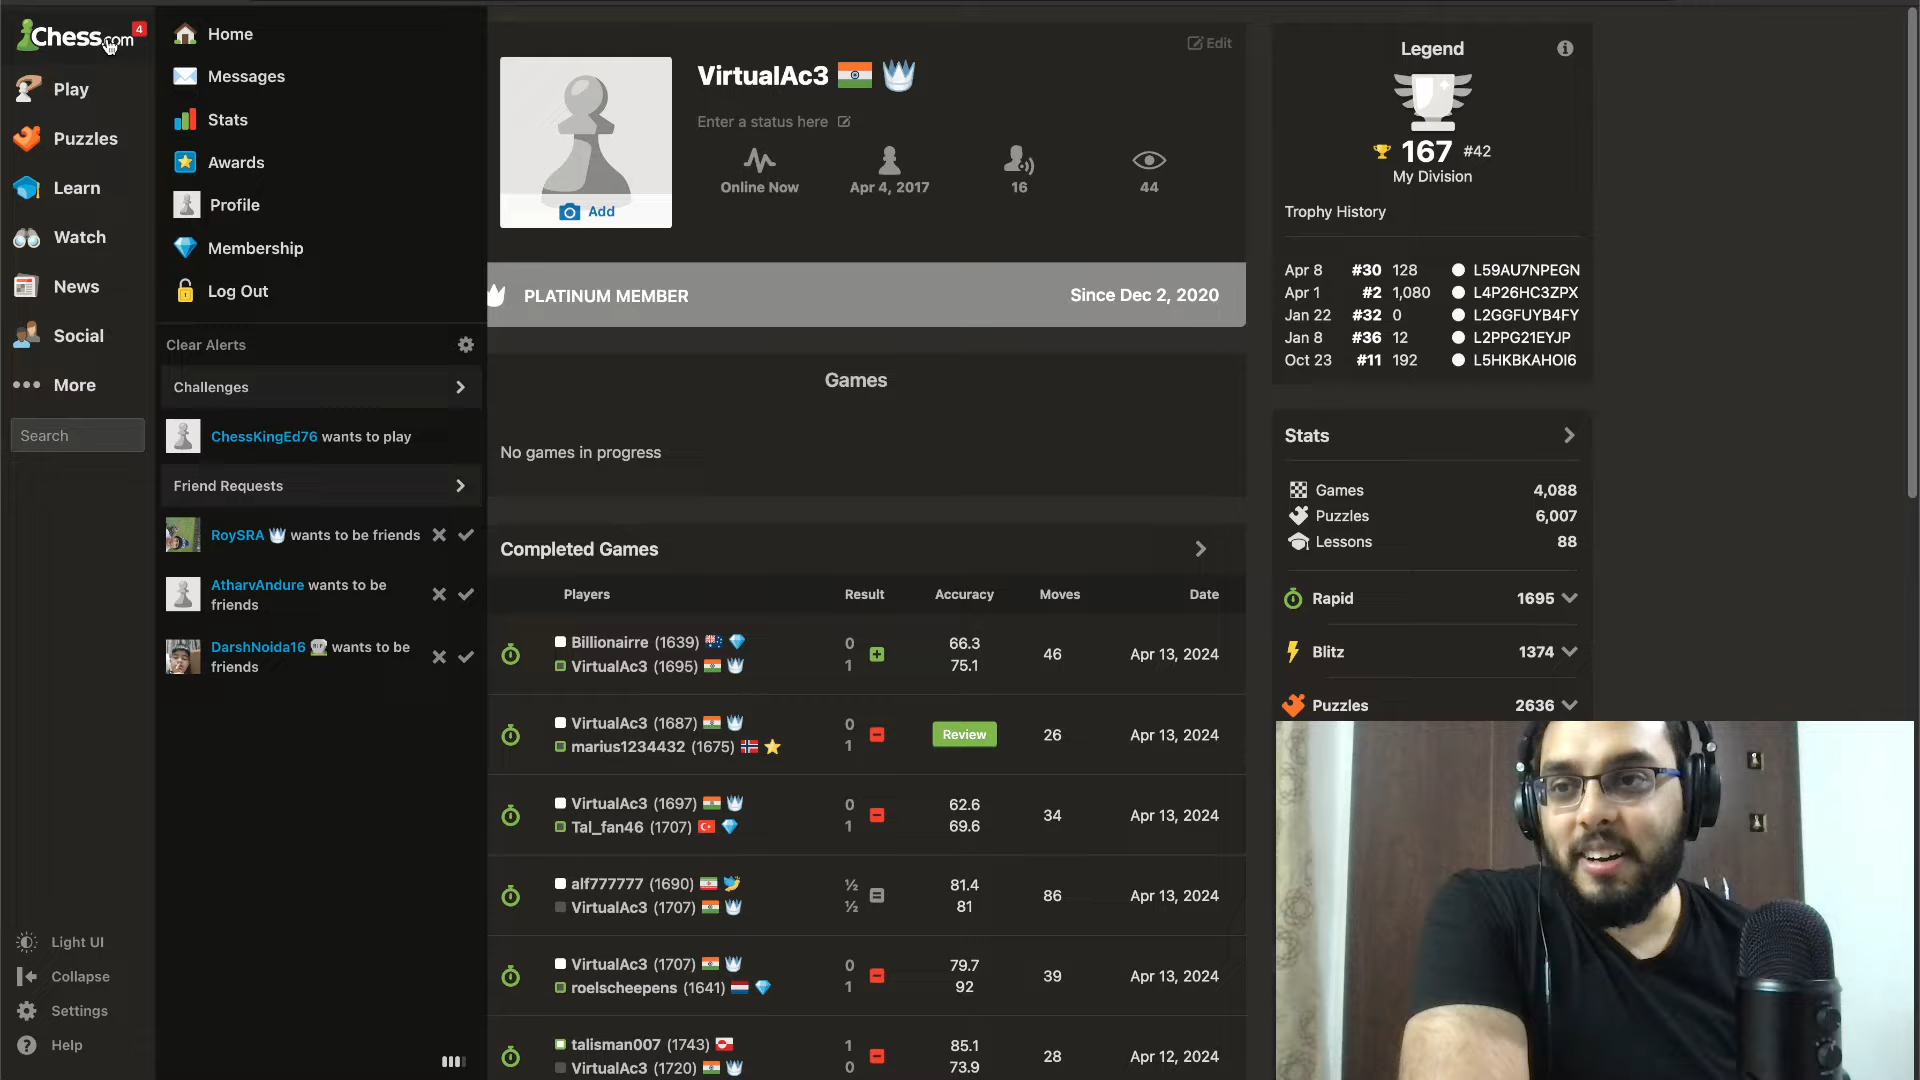 Chess.com
4
Play
Puzzles
Learn
Watch
News
Social
More
Search
Light UI
Collapse
Settings
Help
Home
Messages
Stats
Awards
Profile
Membership
Log Out
Clear Alerts
Challenges
ChessKingEd76 wants to play
Friend Requests
RoySRA wants to be friends
AtharvAndure wants to be
friends
DarshNoida16 wants to be
friends
Edit
VirtualAc3
Enter a status here
Online Now
Apr 4, 2017
16
44
Add
PLATINUM MEMBER
Since Dec 2, 2020
Games
No games in progress
Completed Games
Players Result Accuracy Moves Date
Billionairre (1639) 0 66.3
VirtualAc3 (1695) 1 75.1
46 Apr 13, 2024
VirtualAc3 (1687) 0
marius1234432 (1675) 1
Review 26 Apr 13, 2024
VirtualAc3 (1697) 0 62.6
Tal_fan46 (1707) 1 69.6
34 Apr 13, 2024
alf777777 (1690) ½ 81.4
VirtualAc3 (1707) ½ 81
86 Apr 13, 2024
VirtualAc3 (1707) 0 79.7
roelscheepens (1641) 1 92
39 Apr 13, 2024
talisman007 (1743) 1 85.1
VirtualAc3 (1720) 0 73.9
28 Apr 12, 2024
Legend
167 #42
My Division
Trophy History
Apr 8 #30 128 L59AU7NPEGN
Apr 1 #2 1,080 L4P26HC3ZPX
Jan 22 #32 0 L2GGFUYB4FY
Jan 8 #36 12 L2PPG21EYJP
Oct 23 #11 192 L5HKBKAHOI6
Stats
Games 4,088
Puzzles 6,007
Lessons 88
Rapid 1695
Blitz 1374
Puzzles 2636